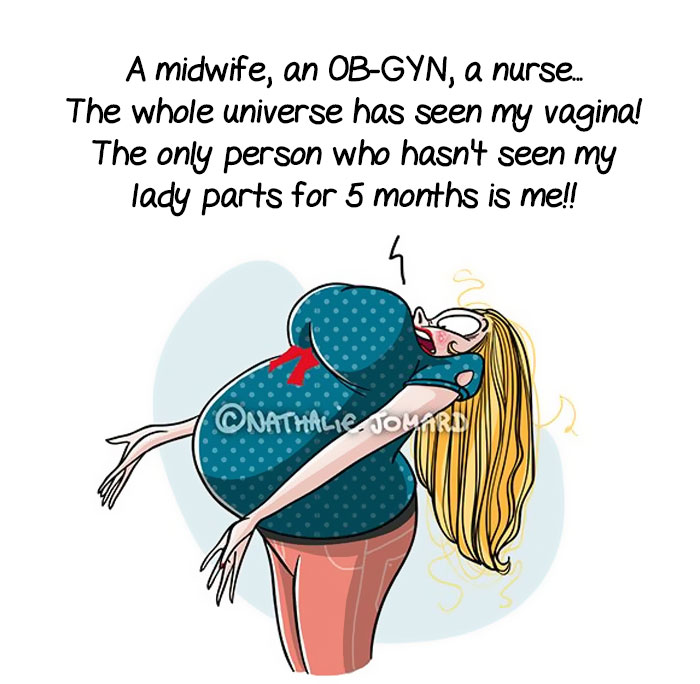 A midwife, an OB-GYN, a nurse...
The whole universe has seen my vagina!
The only person who hasn't seen my
lady parts for 5 months is me!!
©NATHALiE JOMARD